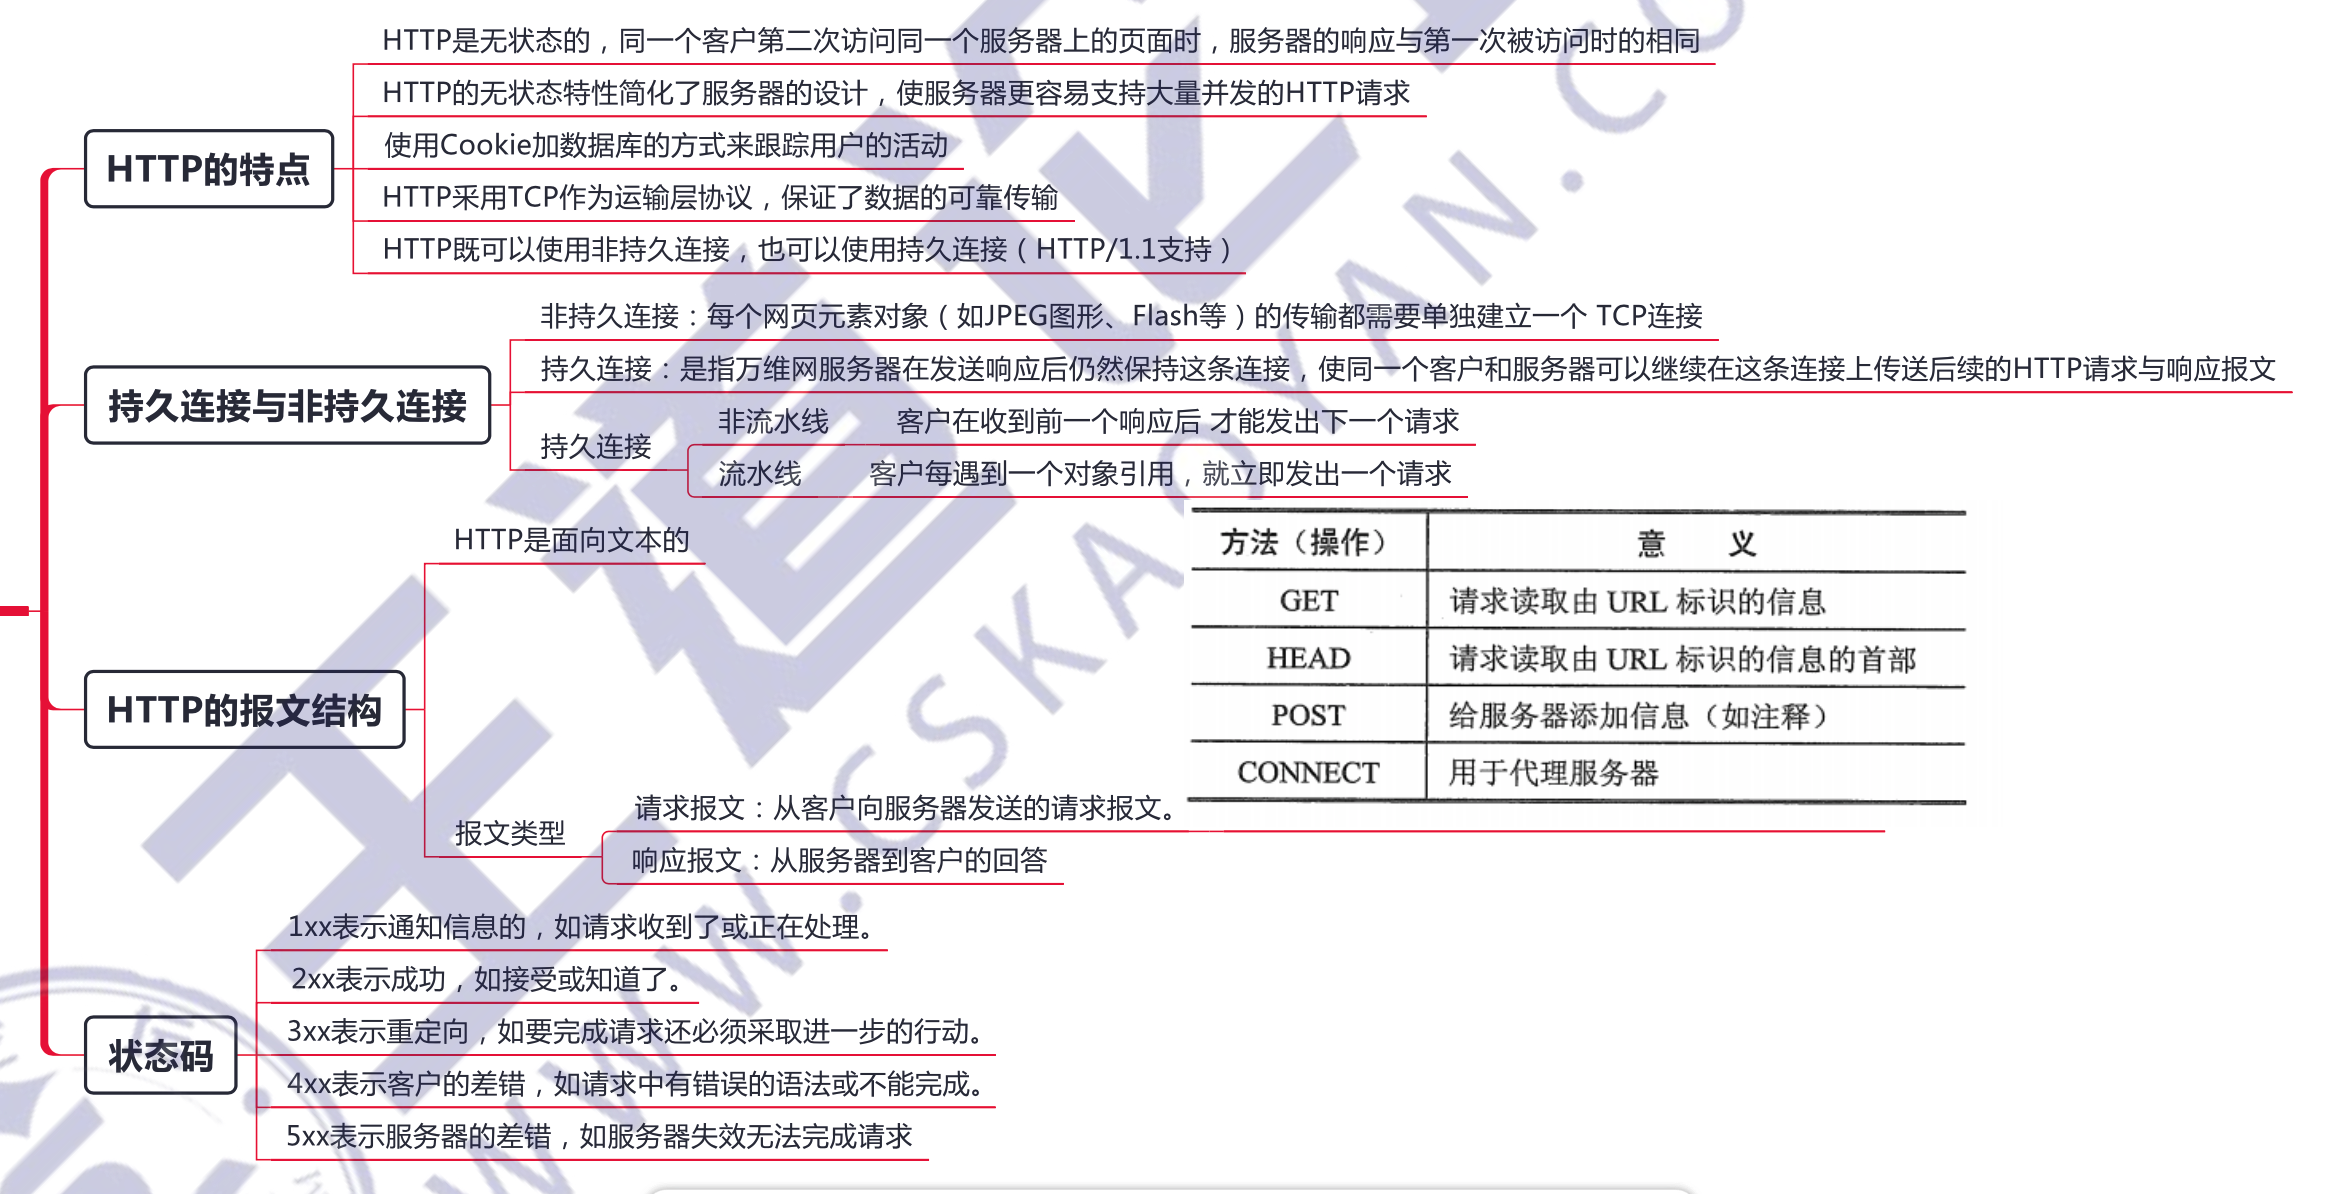 HTTP是无状态的，同一个客户第二次访问同一个服务器上的页面时，服务器的响应与第一次被访问时的相同
HTTP的无状态特性简化了服务器的设计，使服务器更容易支持大量并发的HTTP请求
HTTP的特点
使用Cookie加数据库的方式来跟踪用户的活动
HTTP采用TCP作为运输层协议，保证了数据的可靠传输
HTTP既可以使用非持久连接，也可以使用持久连接（HTTP/1.1支持）
非持久连接：每个网页元素对象（如JPEG图形、Flash等）的传输都需要单独建立一个 TCP连接
持久连接与非持久连接
持久连接：是指万维网服务器在发送响应后仍然保持这条连接，使同一个客户和服务器可以继续在这条连接上传送后续的HTTP请求与响应报文
持久连接
非流水线 客户在收到前一个响应后 才能发出下一个请求
流水线 客户每遇到一个对象引用，就立即发出一个请求
HTTP是面向文本的
HTTP的报文结构
报文类型
请求报文：从客户向服务器发送的请求报文。
方法（操作） 意 义
GET 请求读取由 URL 标识的信息
HEAD 请求读取由 URL 标识的信息的首部
POST 给服务器添加信息（如注释）
CONNECT 用于代理服务器
响应报文：从服务器到客户的回答
1xx表示通知信息的，如请求收到了或正在处理。
2xx表示成功，如接受或知道了。
状态码
3xx表示重定向，如要完成请求还必须采取进一步的行动。
4xx表示客户的差错，如请求中有错误的语法或不能完成。
5xx表示服务器的差错，如服务器失效无法完成请求
王道论
WWW.CSKAOYAN.CO